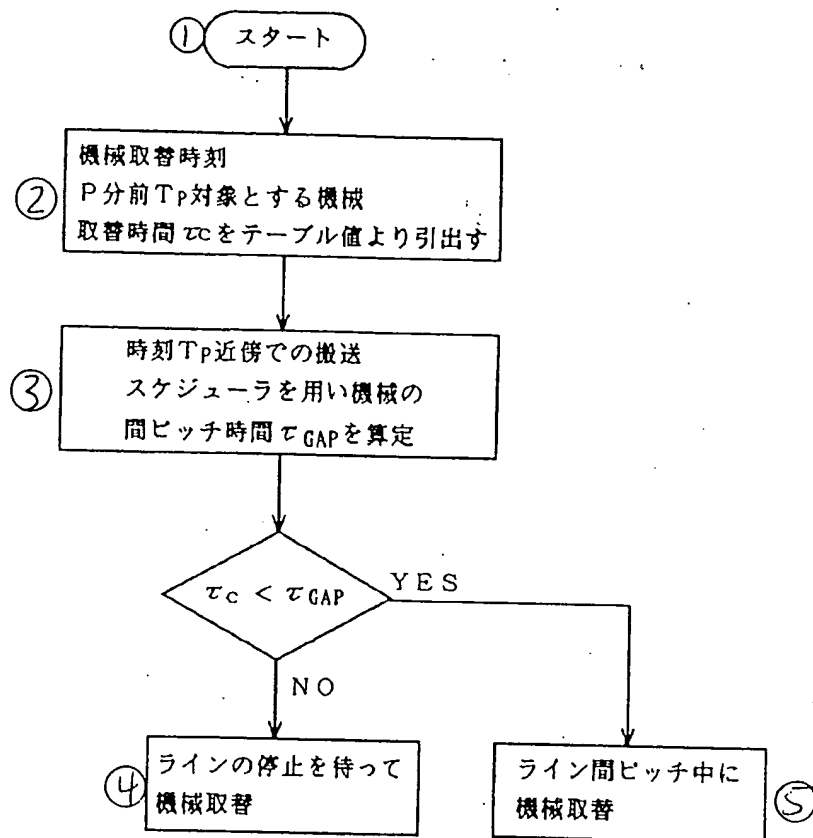 ① スタート
② 機械取替時刻
P分前TP対象とする機械
取替時間τCをテーブル値より引出す
③ 時刻TP近傍での搬送
スケジューラを用い機械の
間ピッチ時間τGAPを算定
τC < τGAP
YES
NO
④ ラインの停止を待って
機械取替
ライン間ピッチ中に ⑤
機械取替